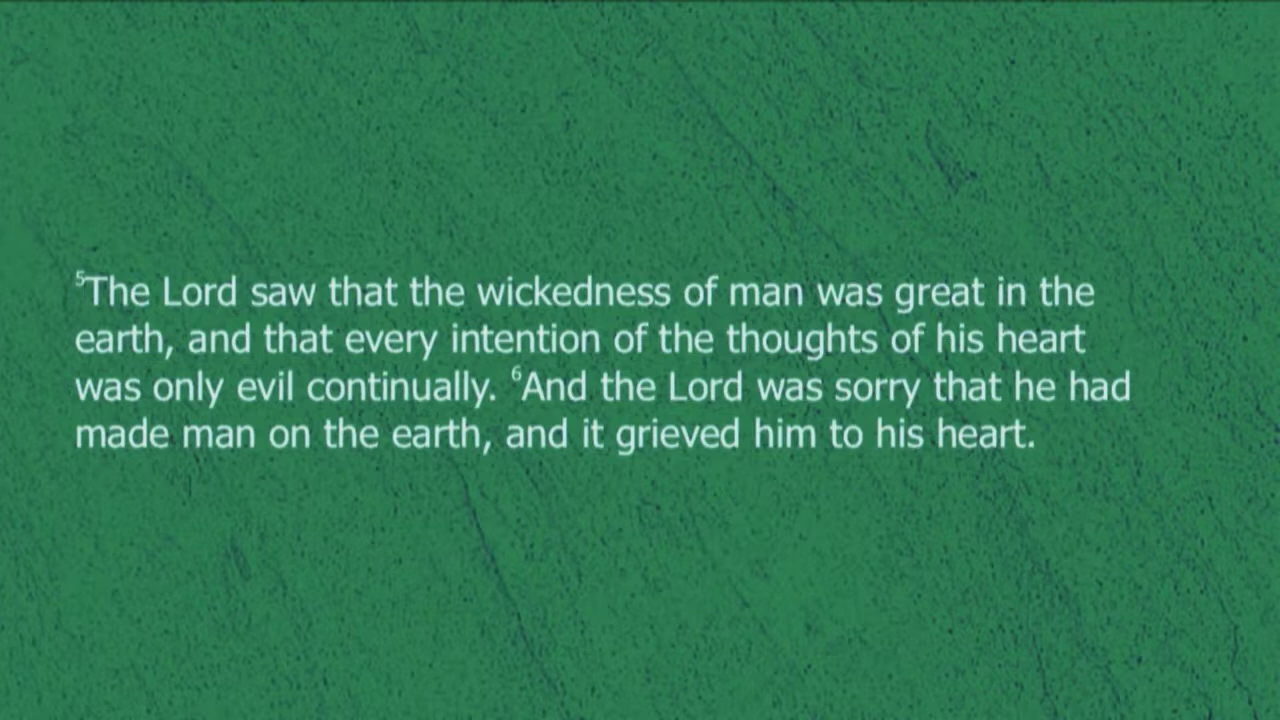 ⁵The Lord saw that the wickedness of man was great in the
earth, and that every intention of the thoughts of his heart
was only evil continually. ⁶And the Lord was sorry that he had
made man on the earth, and it grieved him to his heart.